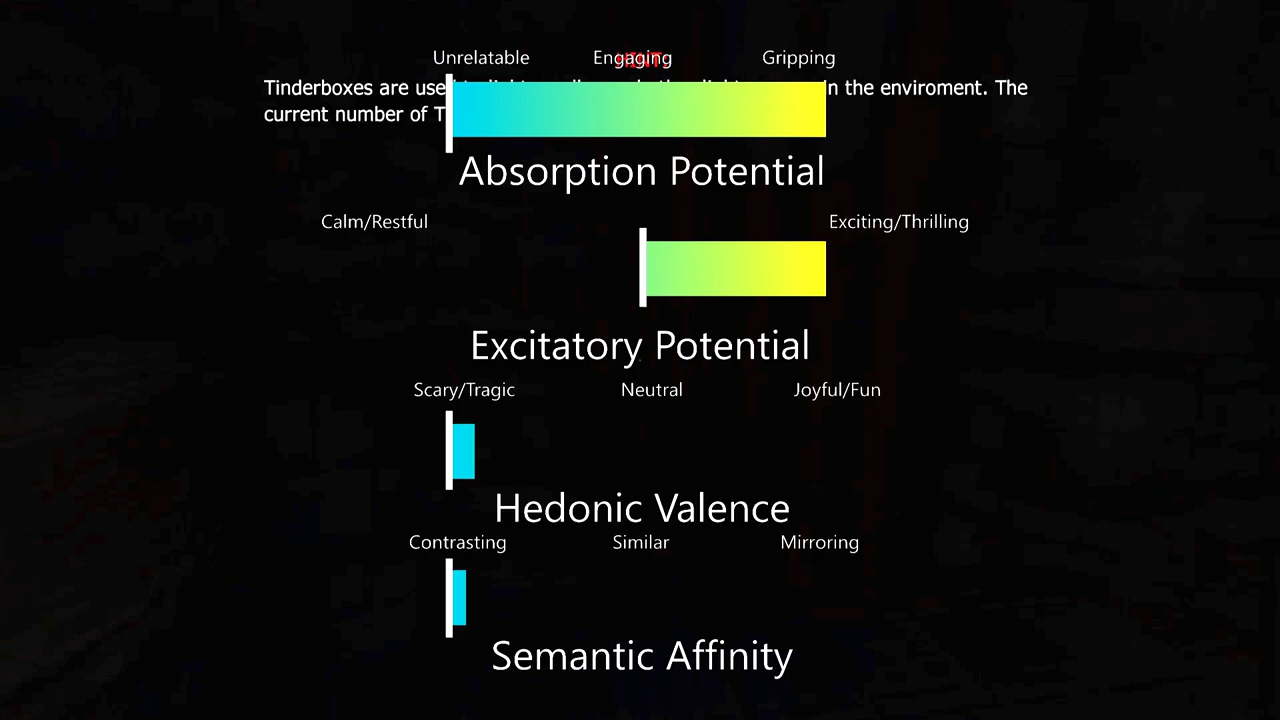 Unrelatable Engaging Gripping
Tinderboxes are in the enviroment. The
current number of
Absorption Potential
Calm/Restful Exciting/Thrilling
Excitatory Potential
Scary/Tragic Neutral Joyful/Fun
Hedonic Valence
Contrasting Similar Mirroring
Semantic Affinity